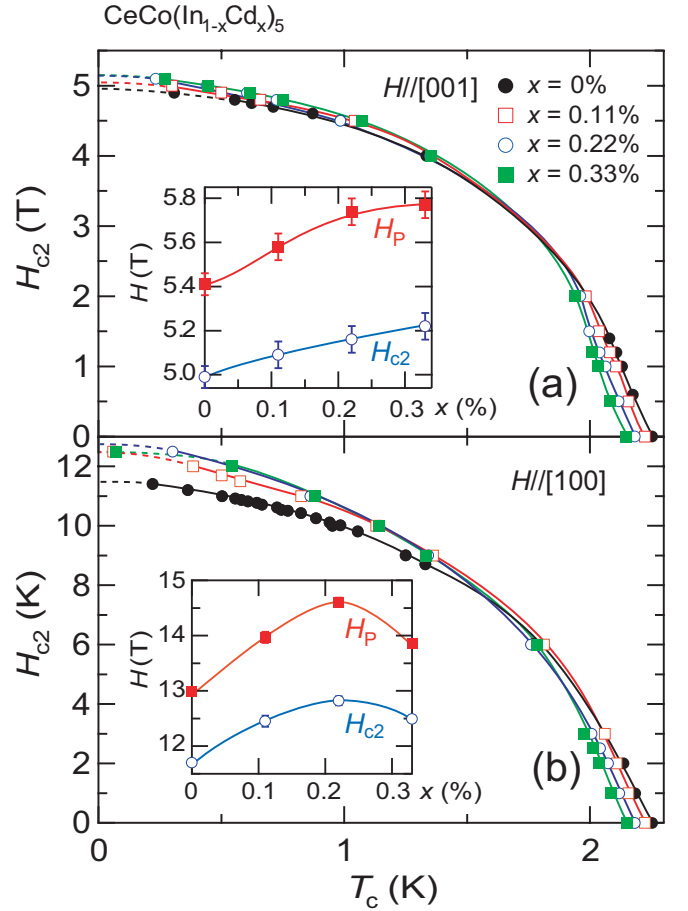 CeCo(In1-xCdx)5
H//[001]
x = 0%
x = 0.11%
x = 0.22%
x = 0.33%
5
4
3
2
1
0
Hc2 (T)
5.8
5.6
5.4
5.2
5.0
H (T)
HP
Hc2
0 0.1 0.2 0.3 x (%)
(a)
H//[100]
12
10
8
6
4
2
0
Hc2 (K)
15
14
13
12
H (T)
HP
Hc2
0 0.1 0.2 0.3 x (%)
(b)
0 1 2
Tc (K)